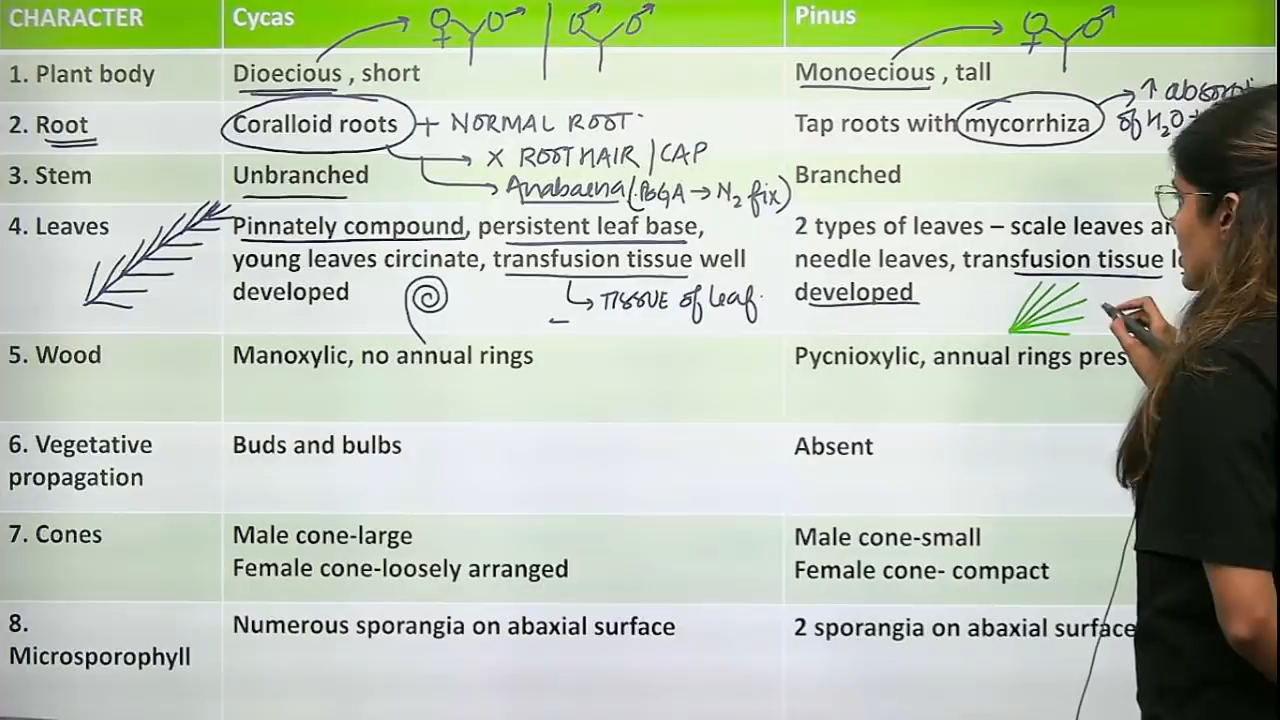 CHARACTER Cycas Pinus
1. Plant body Dioecious , short Monoecious , tall
↑ absorpt
2. Root Coralloid roots + NORMAL ROOT Tap roots with mycorrhiza of H2O+
× ROOT HAIR / CAP
3. Stem Unbranched Branched
Anabaena (BGA → N2 fix)
4. Leaves Pinnately compound, persistent leaf base, 2 types of leaves – scale leaves
young leaves circinate, transfusion tissue well needle leaves, transfusion tissue
developed TISSUE of leaf. developed
5. Wood Manoxylic, no annual rings Pycnioxylic, annual rings pres
6. Vegetative Buds and bulbs Absent
propagation
7. Cones Male cone-large Male cone-small
Female cone-loosely arranged Female cone- compact
8. Numerous sporangia on abaxial surface 2 sporangia on abaxial surface
Microsporophyll